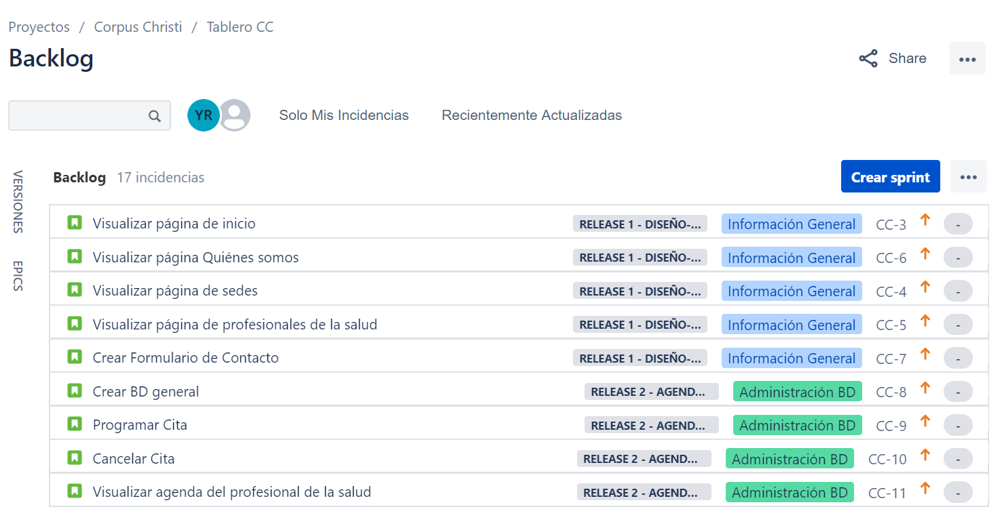 Proyectos / Corpus Christi / Tablero CC
Backlog
Share
YR
Solo Mis Incidencias
Recientemente Actualizadas
VERSIONES
EPICS
Backlog 17 incidencias
Crear sprint
Visualizar página de inicio RELEASE 1 - DISEÑO-... Información General CC-3 -
Visualizar página Quiénes somos RELEASE 1 - DISEÑO-... Información General CC-6 -
Visualizar página de sedes RELEASE 1 - DISEÑO-... Información General CC-4 -
Visualizar página de profesionales de la salud RELEASE 1 - DISEÑO-... Información General CC-5 -
Crear Formulario de Contacto RELEASE 1 - DISEÑO-... Información General CC-7 -
Crear BD general RELEASE 2 - AGEND... Administración BD CC-8 -
Programar Cita RELEASE 2 - AGEND... Administración BD CC-9 -
Cancelar Cita RELEASE 2 - AGEND... Administración BD CC-10 -
Visualizar agenda del profesional de la salud RELEASE 2 - AGEND... Administración BD CC-11 -